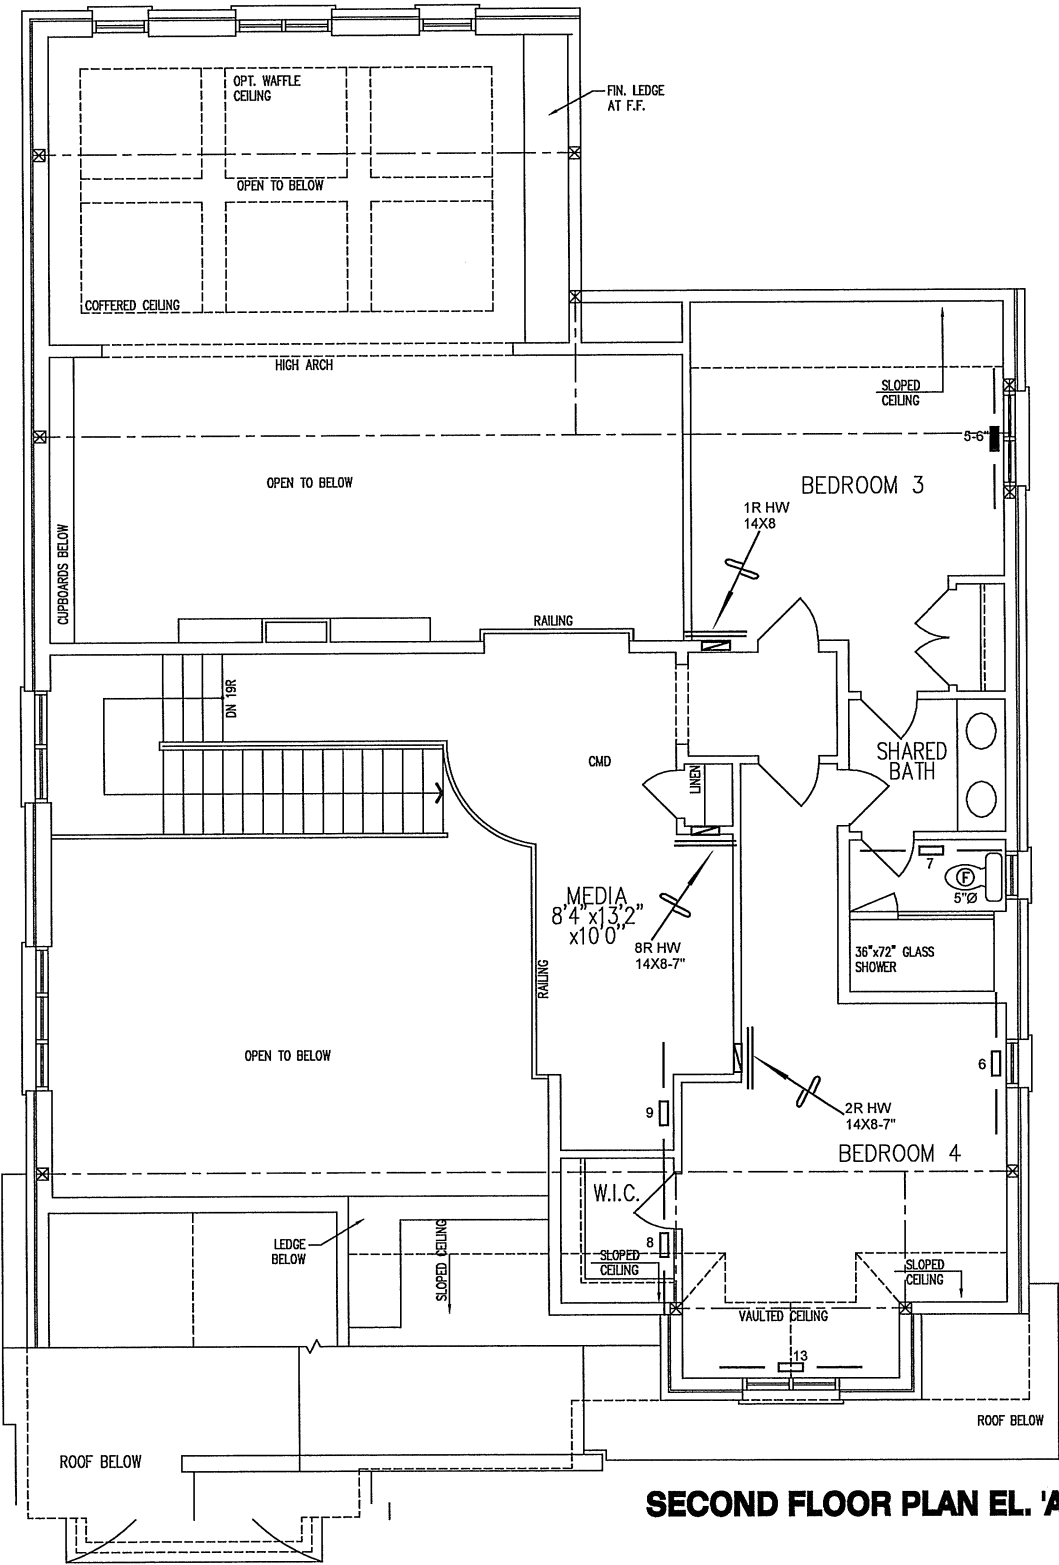 OPT. WAFFLE
CEILING
FIN. LEDGE
AT F.F.
OPEN TO BELOW
COFFERED CEILING
HIGH ARCH
SLOPED
CEILING
5-6"
OPEN TO BELOW
BEDROOM 3
1R HW
14X8
CUPBOARDS BELOW
RAILING
DN 19R
CMD
LINEN
SHARED
BATH
7
F
5"Ø
MEDIA
8'4"x13'2"
x10'0"
8R HW
14X8-7"
36"x72" GLASS
SHOWER
RAILING
OPEN TO BELOW
6
9
2R HW
14X8-7"
BEDROOM 4
W.I.C.
LEDGE
BELOW
SLOPED CEILING
8
SLOPED
CEILING
SLOPED
CEILING
VAULTED CEILING
13
ROOF BELOW
ROOF BELOW
SECOND FLOOR PLAN EL. 'A